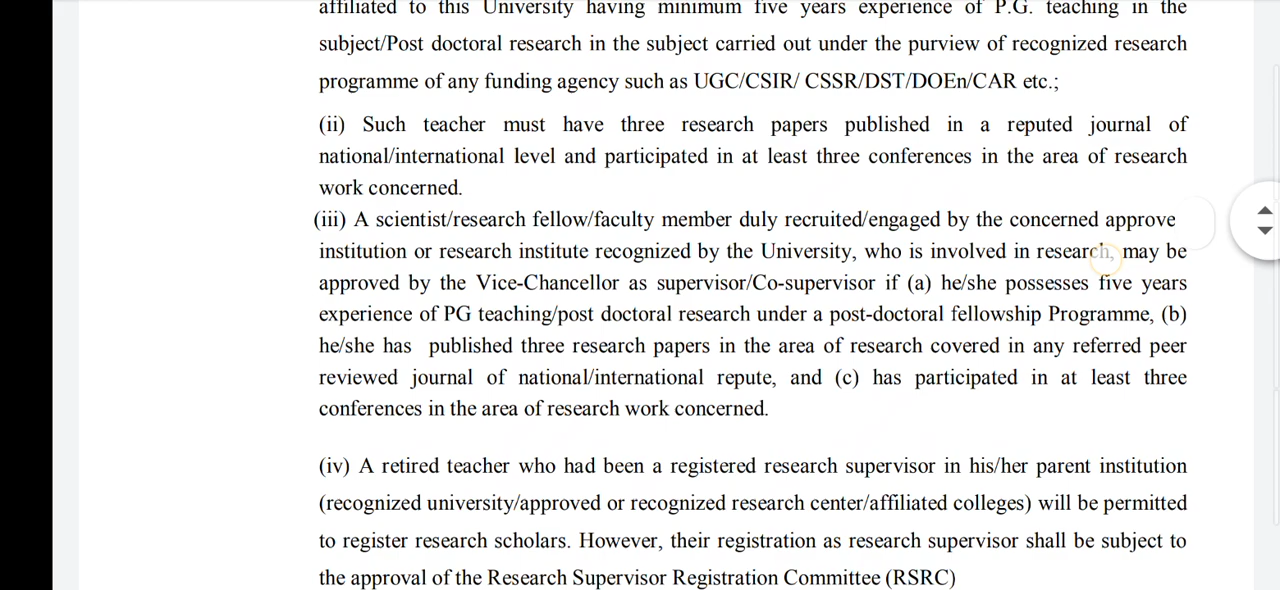 affiliated to this University having minimum five years experience of P.G. teaching in the
subject/Post doctoral research in the subject carried out under the purview of recognized research
programme of any funding agency such as UGC/CSIR/ CSSR/DST/DOEn/CAR etc.;
(ii) Such teacher must have three research papers published in a reputed journal of
national/international level and participated in at least three conferences in the area of research
work concerned.
(iii) A scientist/research fellow/faculty member duly recruited/engaged by the concerned approve
institution or research institute recognized by the University, who is involved in research, may be
approved by the Vice-Chancellor as supervisor/Co-supervisor if (a) he/she possesses five years
experience of PG teaching/post doctoral research under a post-doctoral fellowship Programme, (b)
he/she has published three research papers in the area of research covered in any referred peer
reviewed journal of national/international repute, and (c) has participated in at least three
conferences in the area of research work concerned.
(iv) A retired teacher who had been a registered research supervisor in his/her parent institution
(recognized university/approved or recognized research center/affiliated colleges) will be permitted
to register research scholars. However, their registration as research supervisor shall be subject to
the approval of the Research Supervisor Registration Committee (RSRC)